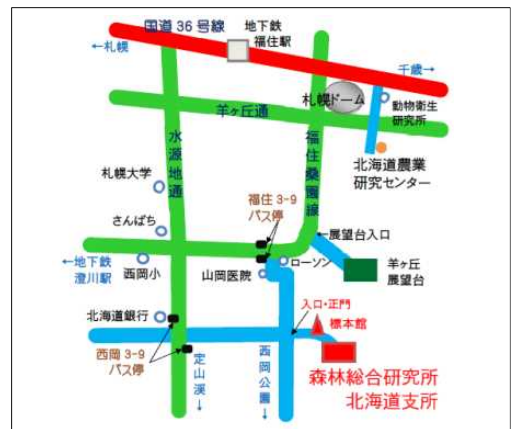 国道36号線
地下鉄
福住駅
←札幌
千歳→
札幌ドーム
動物衛生
研究所
羊ヶ丘通
水源地通
福住桑園線
北海道農業
研究センター
札幌大学
福住 3-9
バス停
さんぱち
←展望台入口
←地下鉄
澄川駅
西岡小
山岡医院
ローソン
羊ヶ丘
展望台
入口・正門
標本館
北海道銀行
西岡 3-9
バス停
定山渓↓
西岡公園↓
森林総合研究所
北海道支所